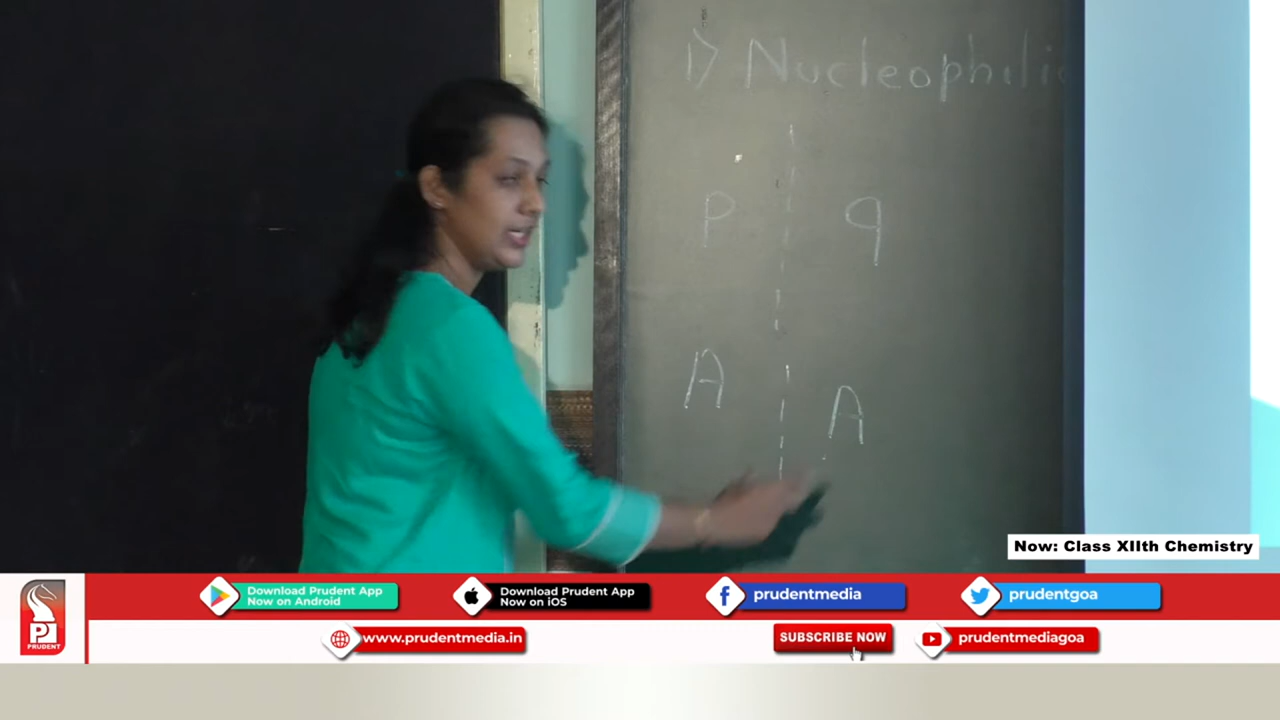 1) Nucleophilic
P q
A A
Now: Class XIIth Chemistry
Download Prudent App
Now on Android
Download Prudent App
Now on iOS
prudentmedia
prudentgoa
PRUDENT
www.prudentmedia.in
SUBSCRIBE NOW
prudentmediagoa